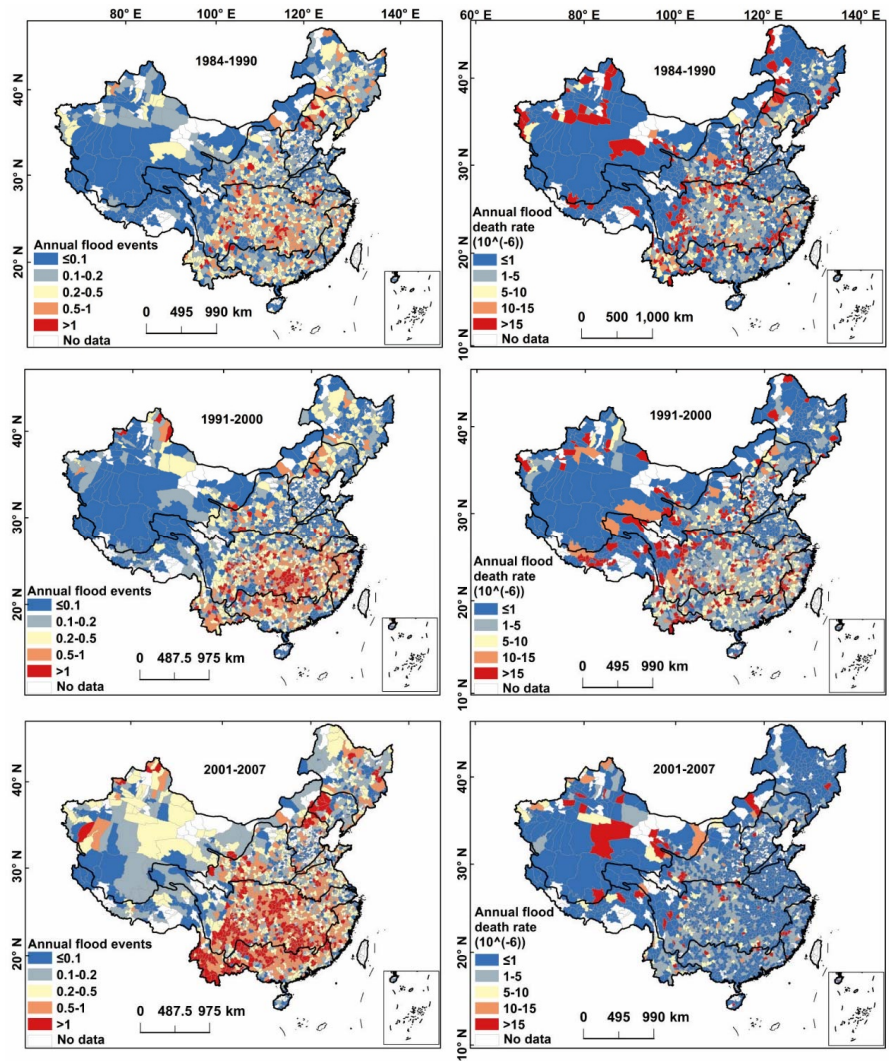 80° E 100° E 120° E 140° E
60° E 80° E 100° E 120° E 140° E
40° N
30° N
20° N
1984-1990
Annual flood events
≤0.1
0.1-0.2
0.2-0.5
0.5-1
>1
No data
0 495 990 km
40° N
30° N
20° N
10° N
1984-1990
Annual flood
death rate
(10^(-6))
≤1
1-5
5-10
10-15
>15
No data
0 500 1,000 km
40° N
30° N
20° N
1991-2000
Annual flood events
≤0.1
0.1-0.2
0.2-0.5
0.5-1
>1
No data
0 487.5 975 km
40° N
30° N
20° N
10° N
1991-2000
Annual flood
death rate
(10^(-6))
≤1
1-5
5-10
10-15
>15
No data
0 495 990 km
40° N
30° N
20° N
2001-2007
Annual flood events
≤0.1
0.1-0.2
0.2-0.5
0.5-1
>1
No data
0 487.5 975 km
80° E 100° E 120° E
40° N
30° N
20° N
10° N
2001-2007
Annual flood
death rate
(10^(-6))
≤1
1-5
5-10
10-15
>15
No data
0 495 990 km
80° E 100° E 120° E